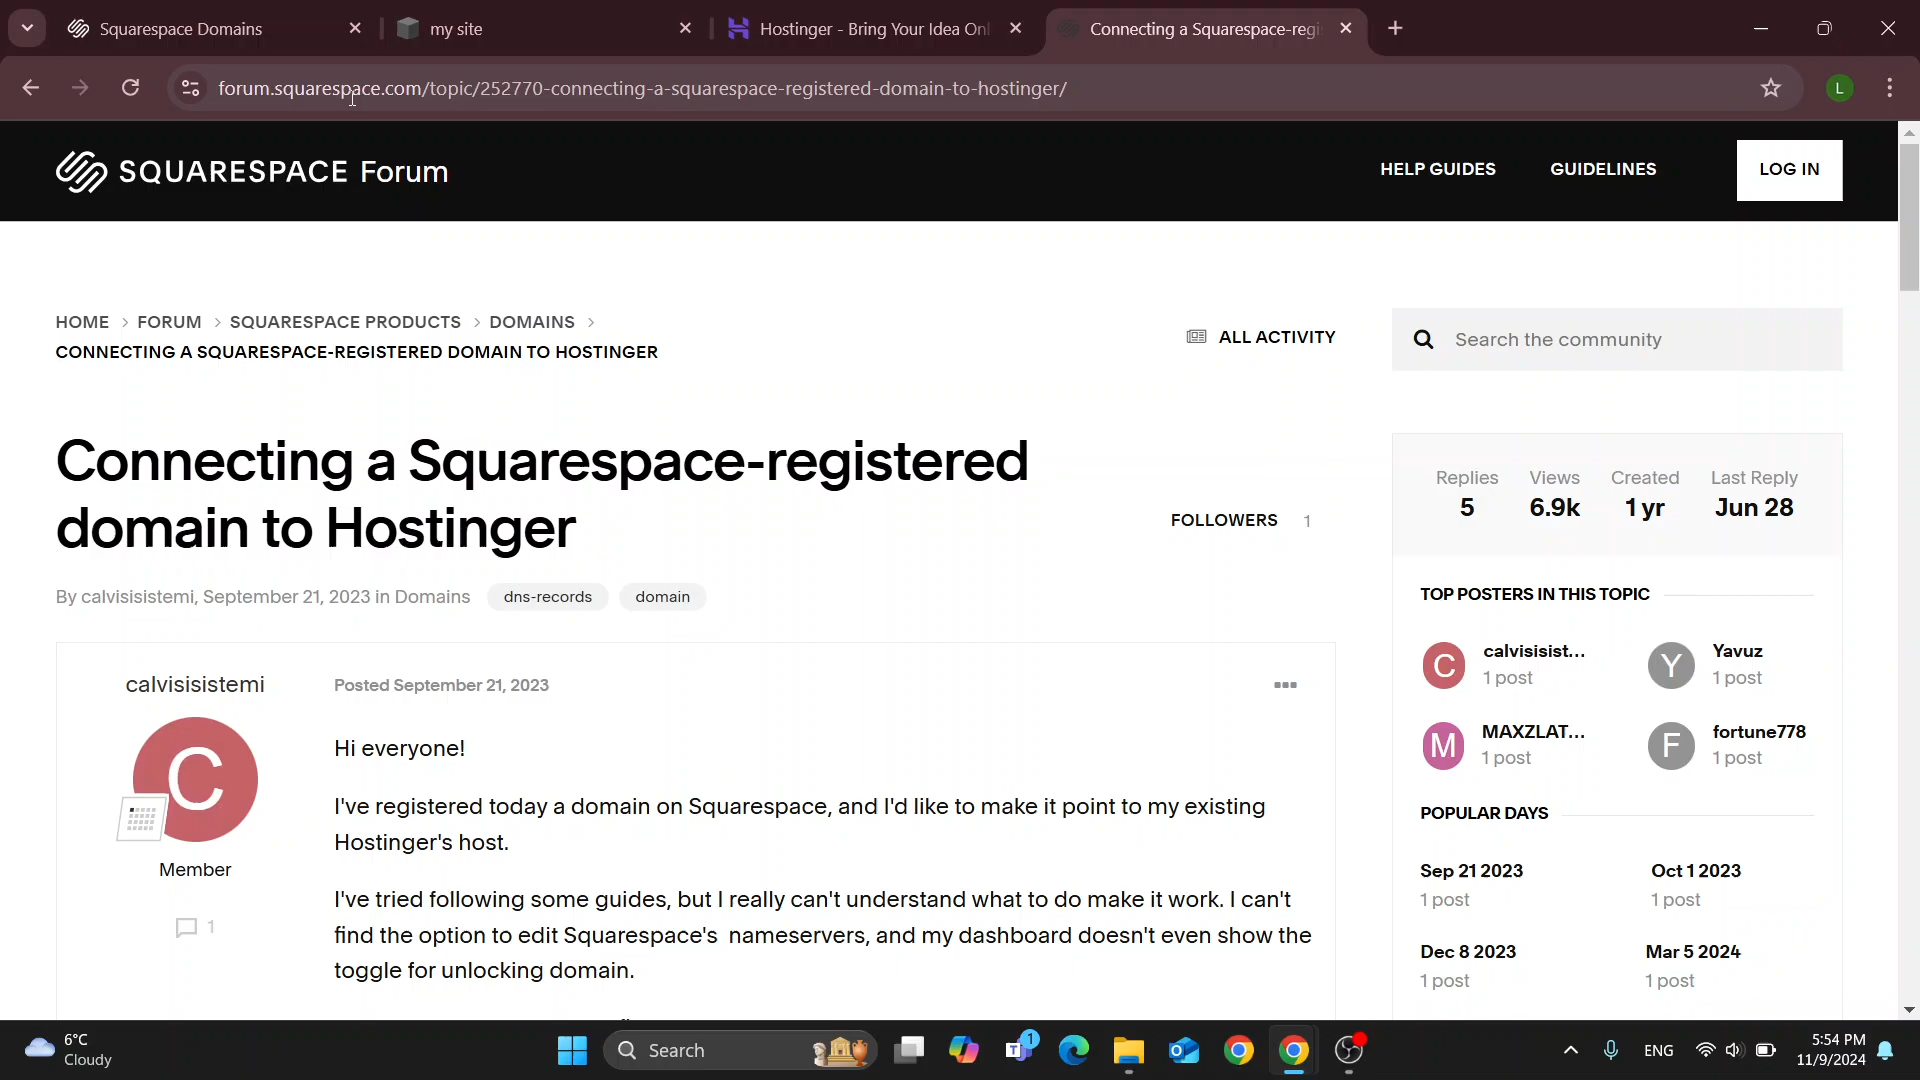 Squarespace Domains
my site
Hostinger - Bring Your Idea Onl
Connecting a Squarespace-regi
forum.squarespace.com/topic/252770-connecting-a-squarespace-registered-domain-to-hostinger/
L
SQUARESPACE Forum
HELP GUIDES
GUIDELINES
LOG IN
HOME > FORUM > SQUARESPACE PRODUCTS > DOMAINS >
CONNECTING A SQUARESPACE-REGISTERED DOMAIN TO HOSTINGER
ALL ACTIVITY
Search the community
Connecting a Squarespace-registered
domain to Hostinger
FOLLOWERS 1
By calvisisistemi, September 21, 2023 in Domains
dns-records
domain
Replies Views Created Last Reply
5 6.9k 1 yr Jun 28
TOP POSTERS IN THIS TOPIC
C
calvisisist...
1 post
Y
Yavuz
1 post
M
MAXZLAT...
1 post
F
fortune778
1 post
POPULAR DAYS
Sep 21 2023
1 post
Oct 1 2023
1 post
Dec 8 2023
1 post
Mar 5 2024
1 post
calvisisistemi
C
Member
1
Posted September 21, 2023
Hi everyone!
I've registered today a domain on Squarespace, and I'd like to make it point to my existing
Hostinger's host.
I've tried following some guides, but I really can't understand what to do make it work. I can't
find the option to edit Squarespace's nameservers, and my dashboard doesn't even show the
toggle for unlocking domain.
6°C
Cloudy
Search
1
ENG
5:54 PM
11/9/2024